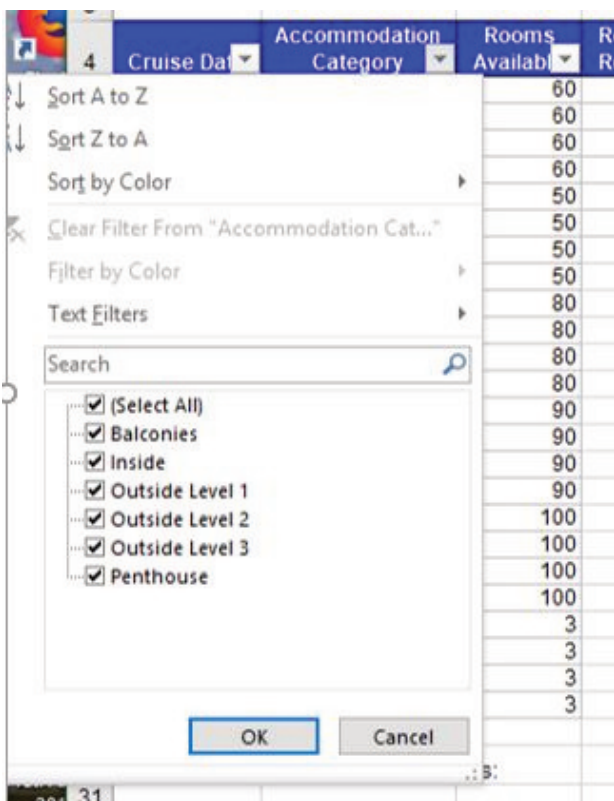 Accommodation Rooms
4 Cruise Dat Category Availabl
Sort A to Z
Sort Z to A
Sort by Color
Clear Filter From "Accommodation Cat..."
Filter by Color
Text Filters
Search
(Select All)
Balconies
Inside
Outside Level 1
Outside Level 2
Outside Level 3
Penthouse
OK Cancel
60
60
60
60
50
50
50
50
80
80
80
80
90
90
90
90
100
100
100
100
3
3
3
3
31